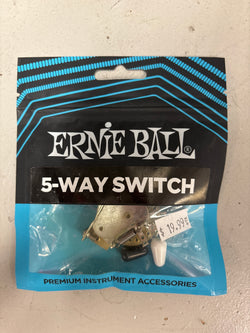 ERNIE BALL
5-WAY SWITCH
$ 19.99
PREMIUM INSTRUMENT ACCESSORIES